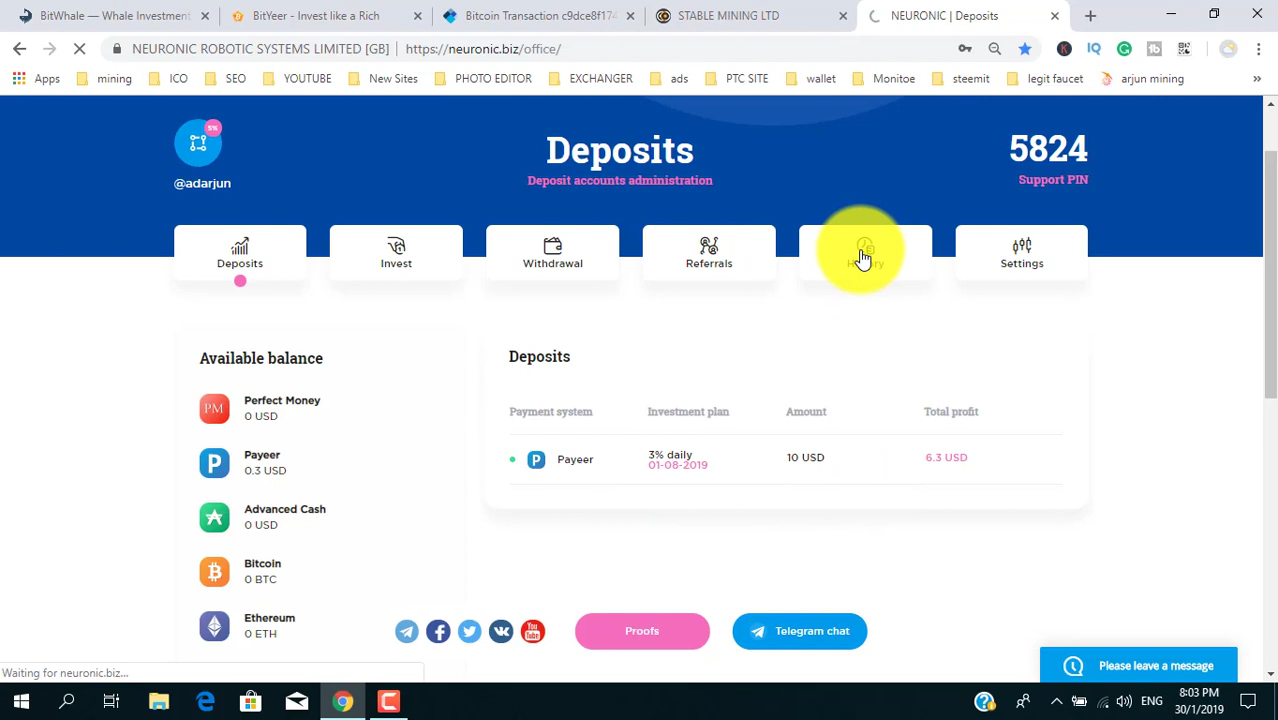 BitWhale — Whale Investment
BitYeer - Invest like a Rich
Bitcoin Transaction c9dce8f174
STABLE MINING LTD
NEURONIC | Deposits
NEURONIC ROBOTIC SYSTEMS LIMITED [GB]
https://neuronic.biz/office/
Apps
mining
ICO
SEO
YOUTUBE
New Sites
PHOTO EDITOR
EXCHANGER
ads
PTC SITE
wallet
Monitoe
steemit
legit faucet
arjun mining
5%
@adarjun
Deposits
Deposit accounts administration
5824
Support PIN
Deposits
Invest
Withdrawal
Referrals
Settings
Available balance
PM
Perfect Money
0 USD
Payeer
0.3 USD
Advanced Cash
0 USD
Bitcoin
0 BTC
Ethereum
0 ETH
Deposits
Payment system
Investment plan
Amount
Total profit
Payeer
3% daily
01-08-2019
10 USD
6.3 USD
You
Tube
Proofs
Telegram chat
Please leave a message
Waiting for neuronic.biz...
ENG
8:03 PM
30/1/2019